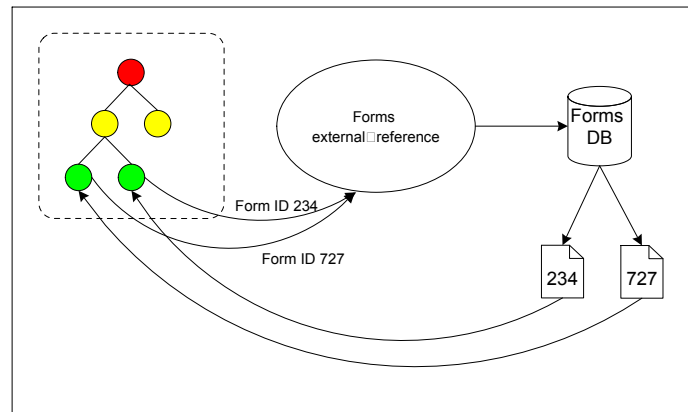 Forms
external□reference
Forms
DB
Form ID 234
Form ID 727
234
727